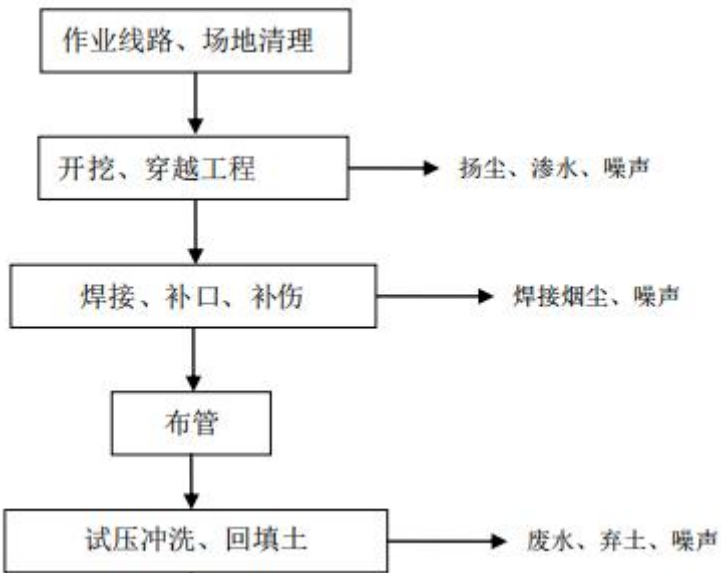 作业线路、场地清理
开挖、穿越工程
扬尘、渗水、噪声
焊接、补口、补伤
焊接烟尘、噪声
布管
试压冲洗、回填土
废水、弃土、噪声